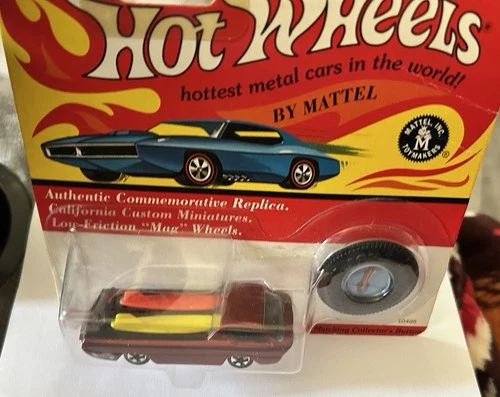 Hot Wheels®
hottest metal cars in the world!
BY MATTEL
MATTEL, INC.
M
TOYMAKERS ®
Authentic Commemorative Replica.
California Custom Miniatures.
Low-Friction "Mag" Wheels.
Matching Collector's Button